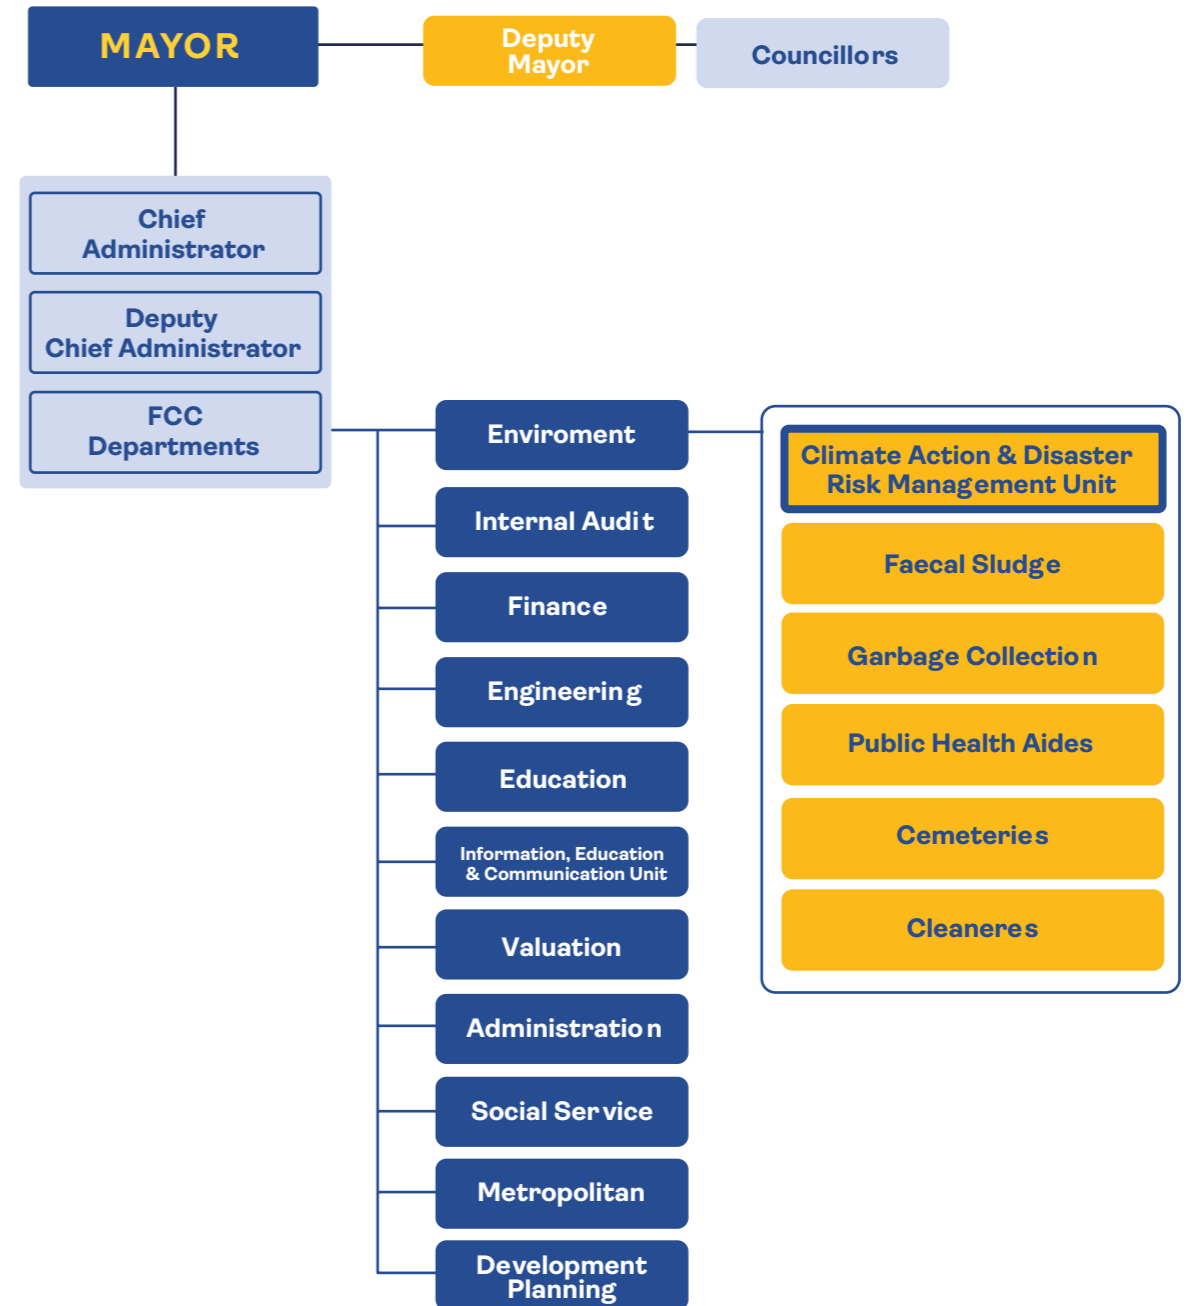 MAYOR
Deputy
Mayor
Councillors
Chief
Administrator
Deputy
Chief Administrator
FCC
Departments
Enviroment
Internal Audit
Finance
Engineering
Education
Information, Education
& Communication Unit
Valuation
Administration
Social Service
Metropolitan
Development
Planning
Climate Action & Disaster
Risk Management Unit
Faecal Sludge
Garbage Collection
Public Health Aides
Cemeteries
Cleaneres